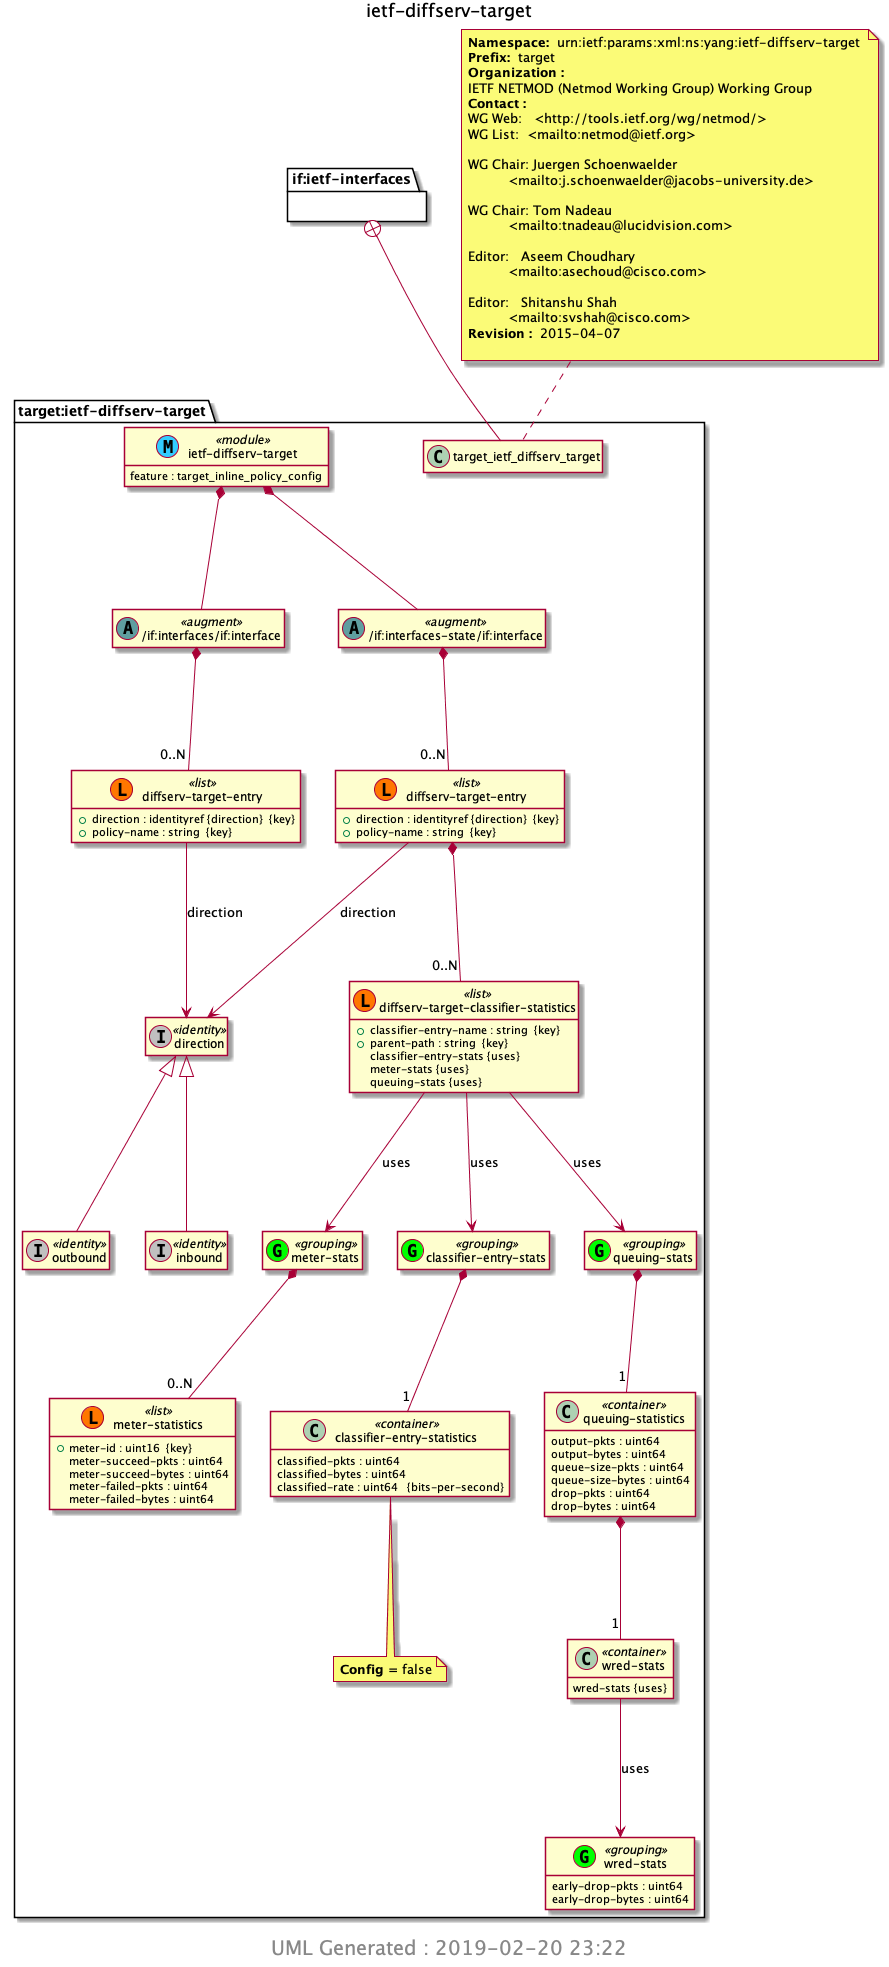 ietf-diffserv-target
Namespace: urn:ietf:params:xml:ns:yang:ietf-diffserv-target
Prefix: target
Organization :
IETF NETMOD (Netmod Working Group) Working Group
Contact :
WG Web: <http://tools.ietf.org/wg/netmod/>
WG List: <mailto:netmod@ietf.org>
WG Chair: Juergen Schoenwaelder
<mailto:j.schoenwaelder@jacobs-university.de>
WG Chair: Tom Nadeau
<mailto:tnadeau@lucidvision.com>
Editor: Aseem Choudhary
<mailto:asechoud@cisco.com>
Editor: Shitanshu Shah
<mailto:svshah@cisco.com>
Revision : 2015-04-07
if:ietf-interfaces
target:ietf-diffserv-target
M
«module»
ietf-diffserv-target
feature : target_inline_policy_config
C
target_ietf_diffserv_target
A
«augment»
/if:interfaces/if:interface
A
«augment»
/if:interfaces-state/if:interface
0..N
0..N
L
«list»
diffserv-target-entry
direction : identityref {direction} {key}
policy-name : string {key}
L
«list»
diffserv-target-entry
direction : identityref {direction} {key}
policy-name : string {key}
direction
direction
0..N
I
«identity»
direction
L
«list»
diffserv-target-classifier-statistics
classifier-entry-name : string {key}
parent-path : string {key}
classifier-entry-stats {uses}
meter-stats {uses}
queuing-stats {uses}
uses
uses
uses
I
«identity»
outbound
I
«identity»
inbound
G
«grouping»
meter-stats
G
«grouping»
classifier-entry-stats
G
«grouping»
queuing-stats
0..N
1
1
L
«list»
meter-statistics
meter-id : uint16 {key}
meter-succeed-pkts : uint64
meter-succeed-bytes : uint64
meter-failed-pkts : uint64
meter-failed-bytes : uint64
C
«container»
classifier-entry-statistics
classified-pkts : uint64
classified-bytes : uint64
classified-rate : uint64 {bits-per-second}
C
«container»
queuing-statistics
output-pkts : uint64
output-bytes : uint64
queue-size-pkts : uint64
queue-size-bytes : uint64
drop-pkts : uint64
drop-bytes : uint64
1
Config = false
C
«container»
wred-stats
wred-stats {uses}
uses
G
«grouping»
wred-stats
early-drop-pkts : uint64
early-drop-bytes : uint64
UML Generated : 2019-02-20 23:22